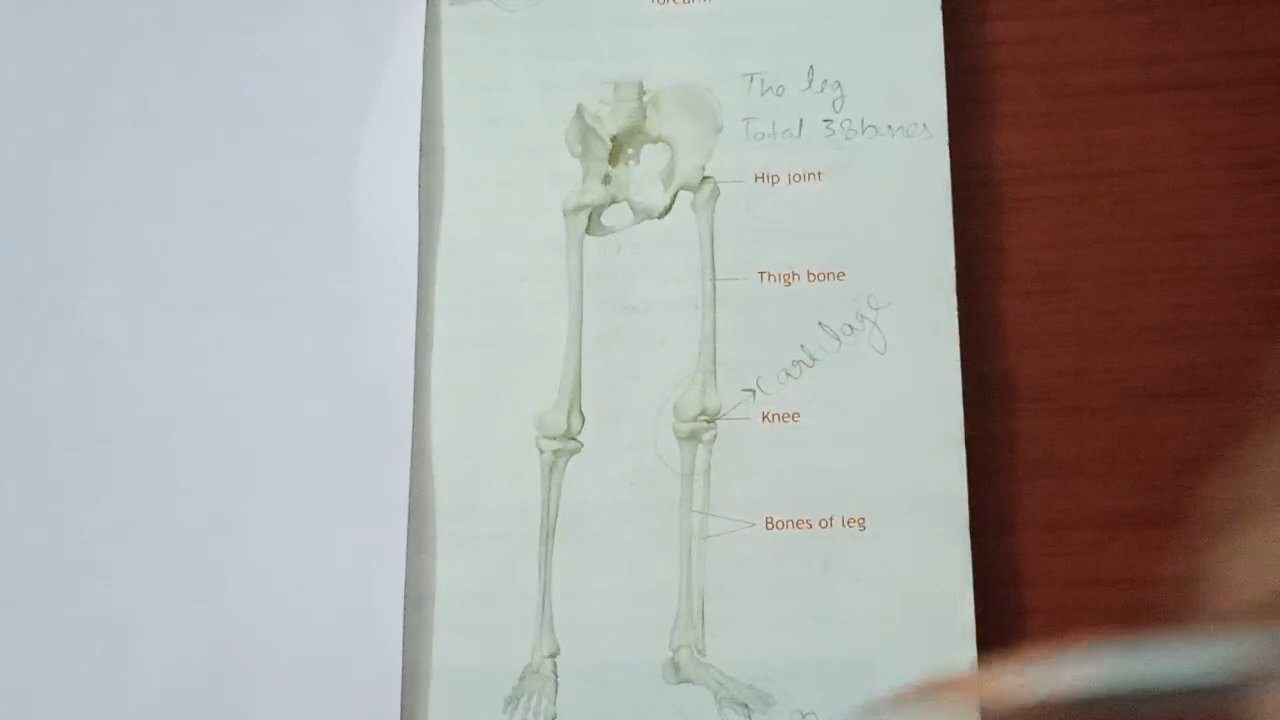 The leg
Total 38bones
Hip joint
Thigh bone
cartilage
Knee
Bones of leg